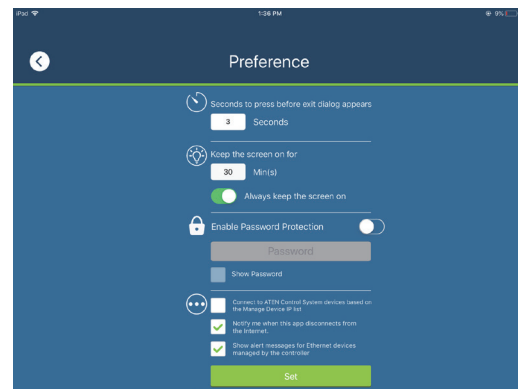 iPad 1:36 PM 9%
Preference
Seconds to press before exit dialog appears
3 Seconds
Keep the screen on for
30 Min(s)
Always keep the screen on
Enable Password Protection
Password
Show Password
Connect to ATEN Control System devices based on
the Manage Device IP list
Notify me when this app disconnects from
the Internet.
Show alert messages for Ethernet devices
managed by the controller
Set